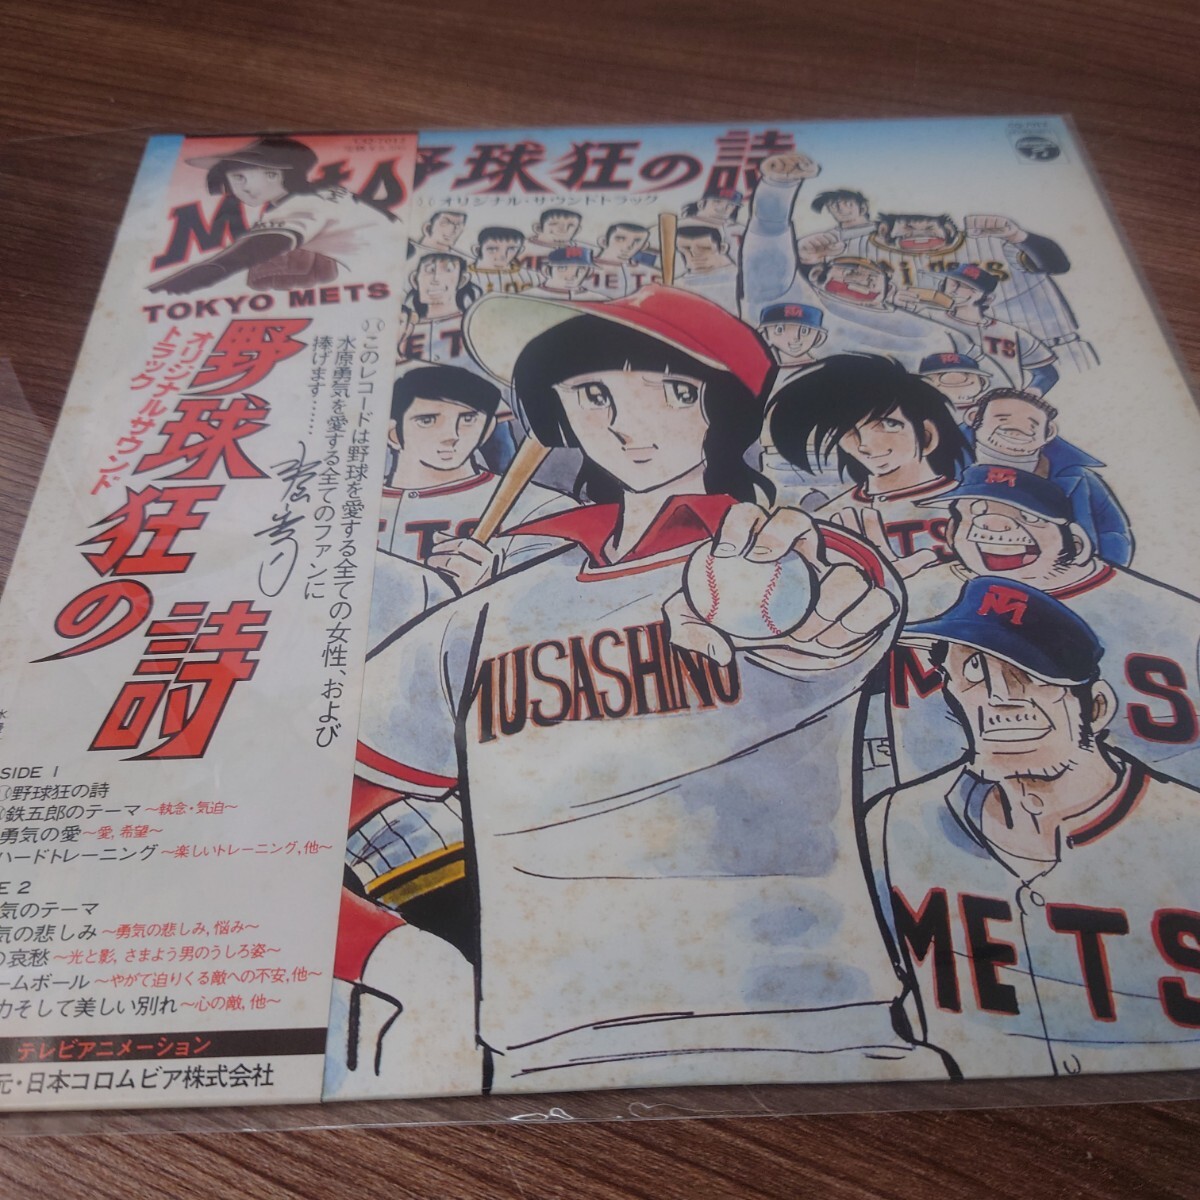 TOKYO METS
オリジナルサウンド
トラック
野球狂の
詩
このレコードは野球を愛する全ての女性、および
水原勇気を愛する全てのファンに
捧げます……
SIDE 1
野球狂の詩
鉄五郎のテーマ ～執念・気迫～
勇気の愛～愛,希望～
ハードトレーニング ～楽しいトレーニング,他～
E 2
気のテーマ
気の悲しみ～勇気の悲しみ,悩み～
の哀愁 ～光と影,さまよう男のうしろ姿～
ームボール ～やがて迫りくる敵への不安,他～
力そして美しい別れ～心の敵,他～
テレビアニメーション
元・日本コロムビア株式会社
野球狂の詩
オリジナル・サウンドトラック
METS
METS
TS
METS
TS
MUSASHINO
M
S
METS